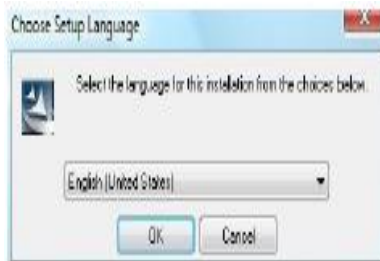 Choose Setup Language
Select the language for this installation from the choices below.
English (United States)
OK
Cancel